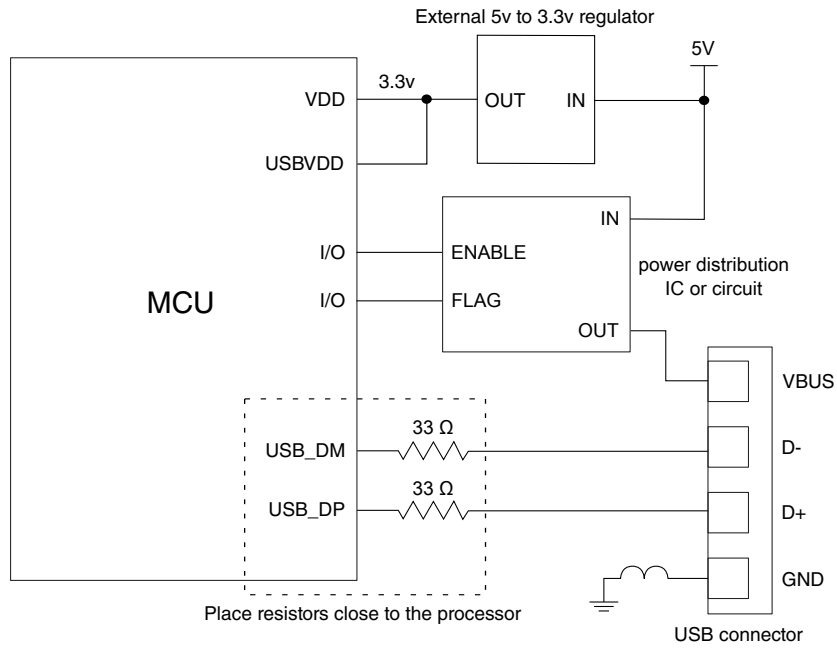 External 5v to 3.3v regulator
5V
3.3v
VDD
OUT
IN
USBVDD
IN
I/O
ENABLE
power distribution
IC or circuit
MCU
I/O
FLAG
OUT
VBUS
33 Ω
USB_DM
D-
33 Ω
USB_DP
D+
GND
Place resistors close to the processor
USB connector